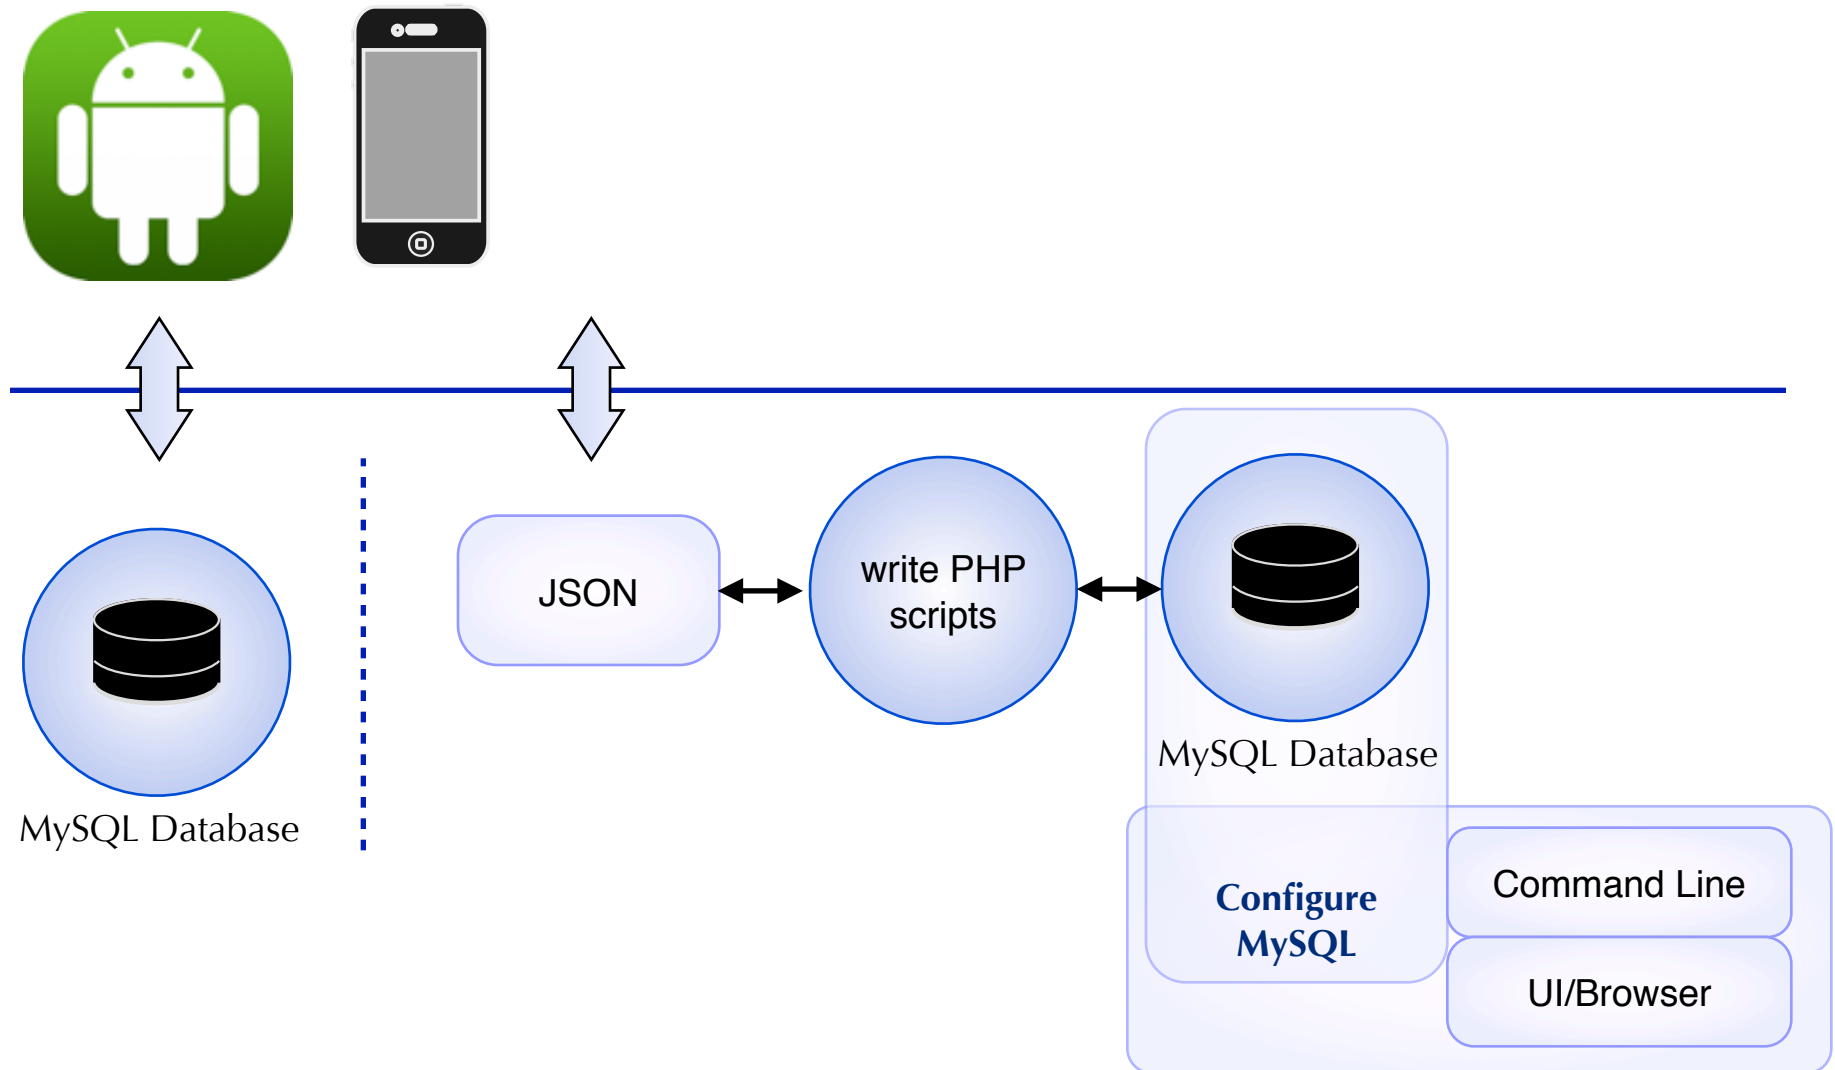 JSON
write PHP
scripts
MySQL Database
MySQL Database
Configure
MySQL
Command Line
UI/Browser